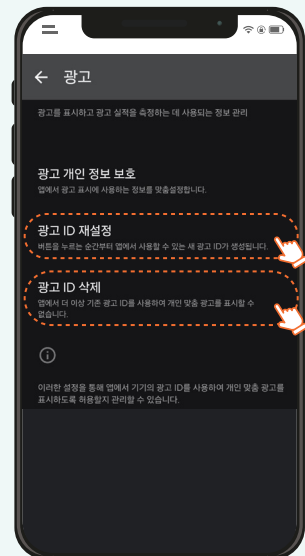 광고
광고를 표시하고 광고 실적을 측정하는 데 사용되는 정보 관리
광고 개인 정보 보호
앱에서 광고 표시에 사용하는 정보를 맞춤설정합니다.
광고 ID 재설정
버튼을 누르는 순간부터 앱에서 사용할 수 있는 새 광고 ID가 생성됩니다.
광고 ID 삭제
앱에서 더 이상 기존 광고 ID를 사용하여 개인 맞춤 광고를 표시할 수
없습니다.
이러한 설정을 통해 앱에서 기기의 광고 ID를 사용하여 개인 맞춤 광고를
표시하도록 허용할지 관리할 수 있습니다.